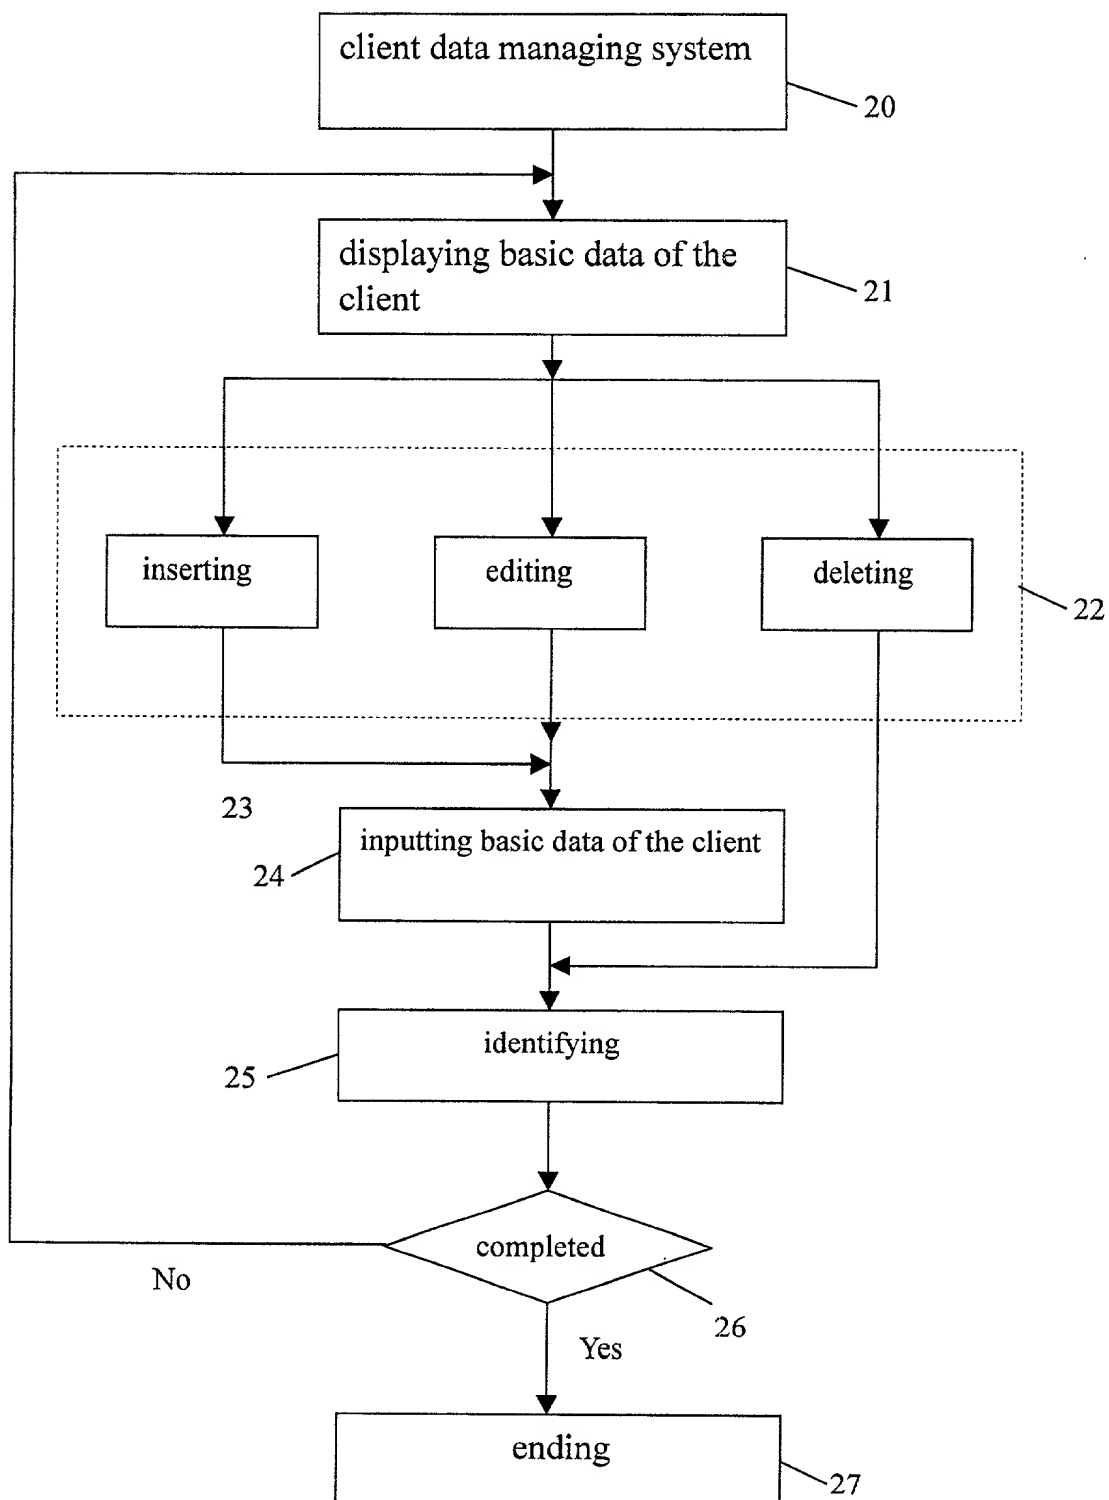 client data managing system
20
displaying basic data of the
client
21
inserting
editing
deleting
22
23
inputting basic data of the client
24
identifying
25
completed
No
26
Yes
ending
27